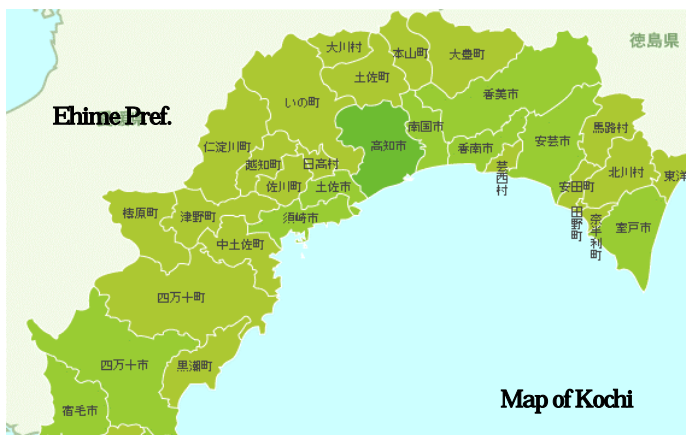 大川村
本山町
大豊町
徳島県
土佐町
いの町
香美市
Ehime Pref.
南国市
馬路村
高知市
安芸市
仁淀川町
香南市
越知町
日高村
芸西村
北川村
東洋
佐川町
土佐市
安田町
梼原町
津野町
須崎市
田野町
奈半利町
室戸市
中土佐町
四万十町
四万十市
黒潮町
Map of Kochi
宿毛市